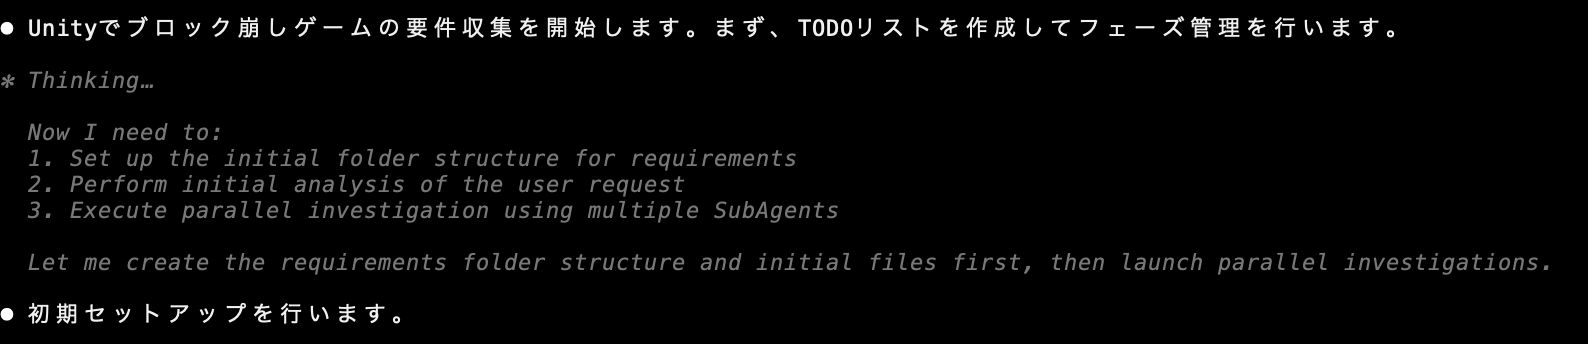 ● Unityでブロック崩しゲームの要件収集を開始します。まず、TODOリストを作成してフェーズ管理を行います。
✻ Thinking…
Now I need to:
1. Set up the initial folder structure for requirements
2. Perform initial analysis of the user request
3. Execute parallel investigation using multiple SubAgents
Let me create the requirements folder structure and initial files first, then launch parallel investigations.
● 初期セットアップを行います。